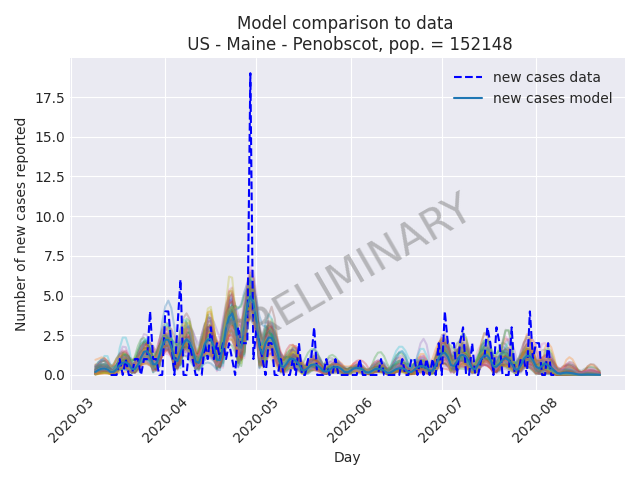 Model comparison to data
US - Maine - Penobscot, pop. = 152148
new cases data
new cases model
17.5
15.0
12.5
10.0
7.5
5.0
2.5
0.0
Number of new cases reported
PRELIMINARY
2020-03
2020-04
2020-05
2020-06
2020-07
2020-08
Day